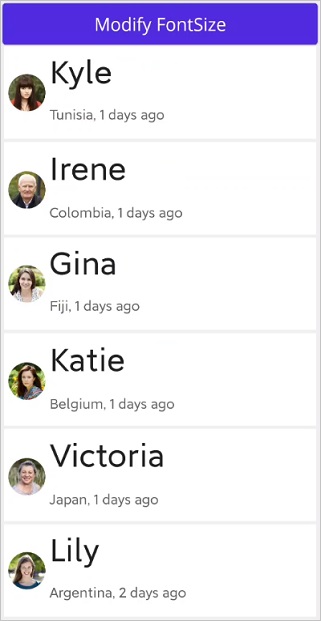 Modify FontSize
Kyle
Tunisia, 1 days ago
Irene
Colombia, 1 days ago
Gina
Fiji, 1 days ago
Katie
Belgium, 1 days ago
Victoria
Japan, 1 days ago
Lily
Argentina, 2 days ago